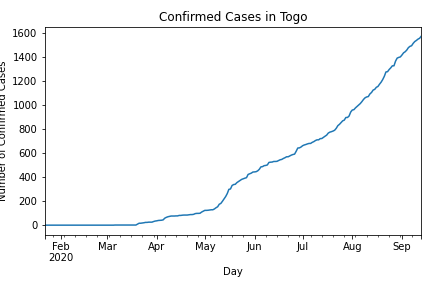 Confirmed Cases in Togo
Number of Confirmed Cases
1600
1400
1200
1000
800
600
400
200
0
Feb Mar Apr May Jun Jul Aug Sep
2020
Day